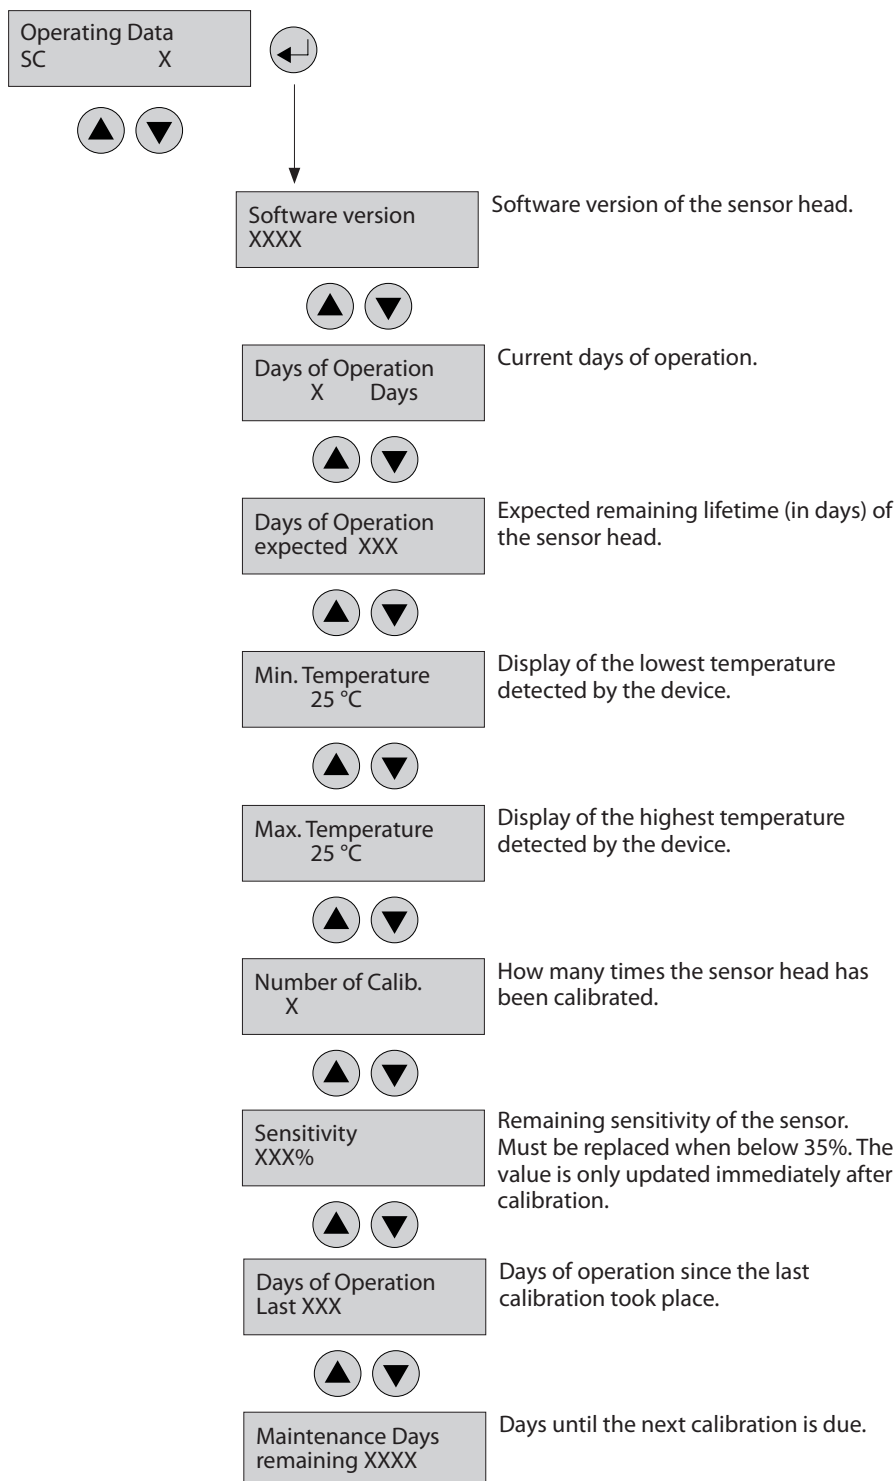 Operating Data
SC X
Software version
XXXX
Software version of the sensor head.
Days of Operation
X Days
Current days of operation.
Days of Operation
expected XXX
Expected remaining lifetime (in days) of
the sensor head.
Min. Temperature
25 °C
Display of the lowest temperature
detected by the device.
Max. Temperature
25 °C
Display of the highest temperature
detected by the device.
Number of Calib.
X
How many times the sensor head has
been calibrated.
Sensitivity
XXX%
Remaining sensitivity of the sensor.
Must be replaced when below 35%. The
value is only updated immediately after
calibration.
Days of Operation
Last XXX
Days of operation since the last
calibration took place.
Maintenance Days
remaining XXXX
Days until the next calibration is due.